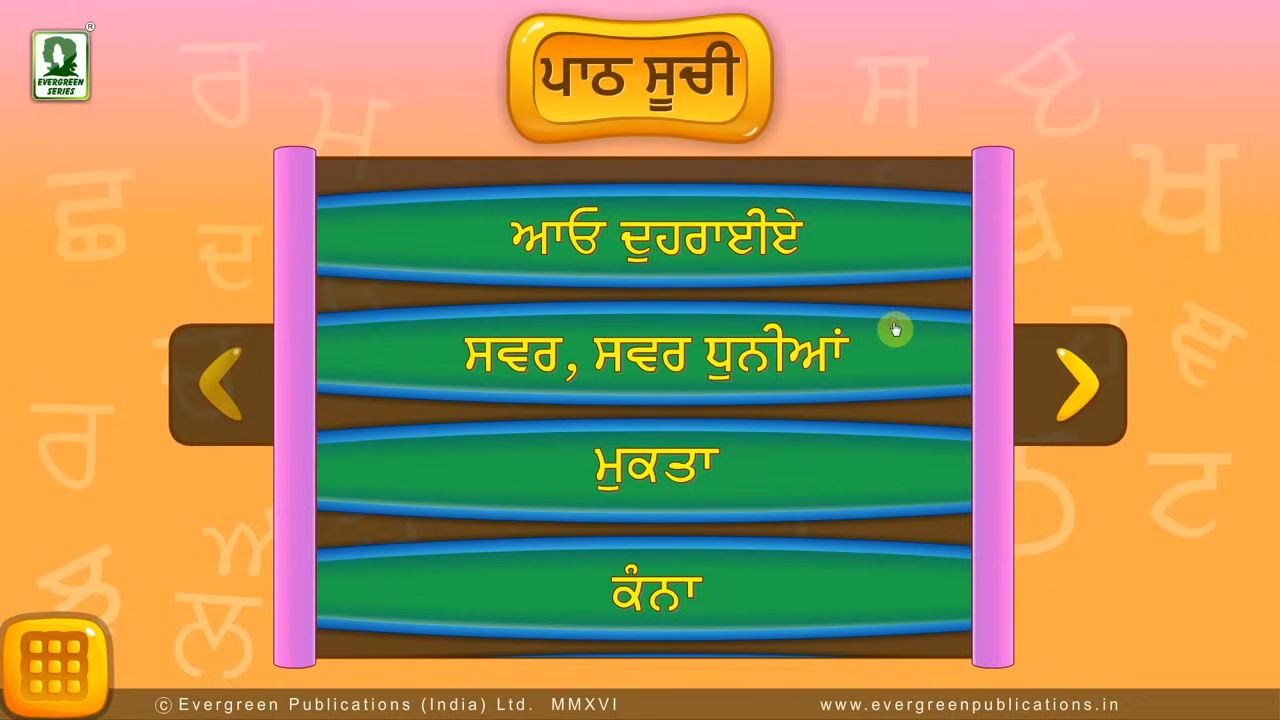 EVERGREEN
SERIES
ਪਾਠ ਸੂਚੀ
ਆਓ ਦੁਹਰਾਈਏ
ਸਵਰ, ਸਵਰ ਧੁਨੀਆਂ
ਮੁਕਤਾ
ਕੰਨਾ
© Evergreen Publications (India) Ltd. MMXVI
www.evergreenpublications.in